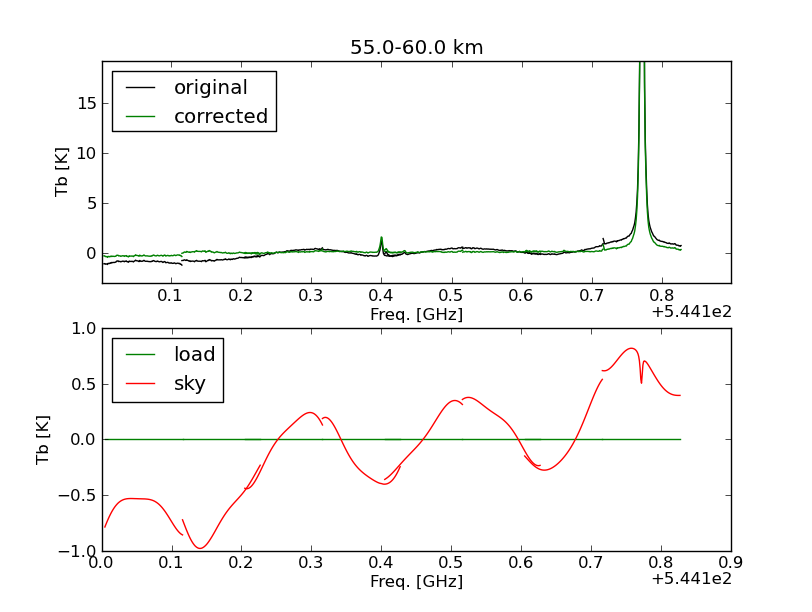 55.0-60.0 km
original
corrected
Tb [K]
15
10
5
0
0.1 0.2 0.3 0.4 0.5 0.6 0.7 0.8
Freq. [GHz]
+5.441e2
load
sky
Tb [K]
1.0
0.5
0.0
−0.5
−1.0
0.0 0.1 0.2 0.3 0.4 0.5 0.6 0.7 0.8 0.9
Freq. [GHz]
+5.441e2